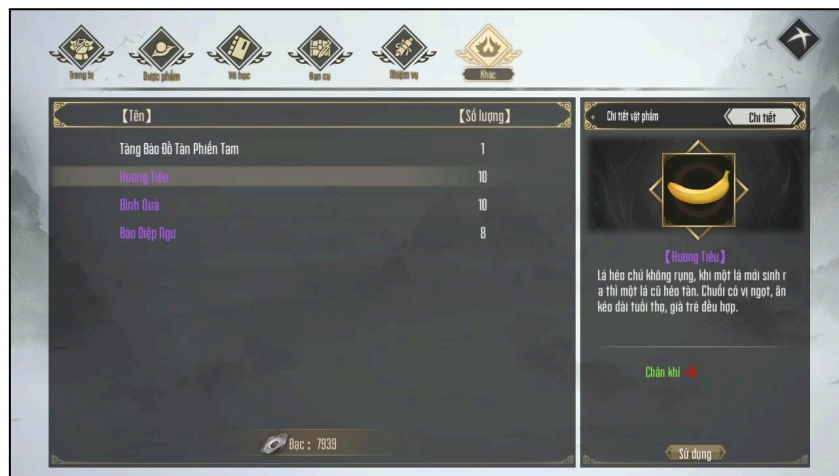 Trang bị
Dược phẩm
Võ học
Đạo cụ
Nhiệm vụ
Khác
【Tên】
【Số lượng】
Tàng Bảo Đồ Tàn Phiến Tam
1
Hương Tiêu
10
Bình Quả
10
Bảo Diệp Ngư
8
Bạc : 7939
Chi tiết vật phẩm
Chi tiết
【Hương Tiêu】
Lá héo chứ không rụng, khi một lá mới sinh r
a thì một lá cũ héo tàn. Chuối có vị ngọt, ăn
kéo dài tuổi thọ, già trẻ đều hợp.
Chân khí
Sử dụng